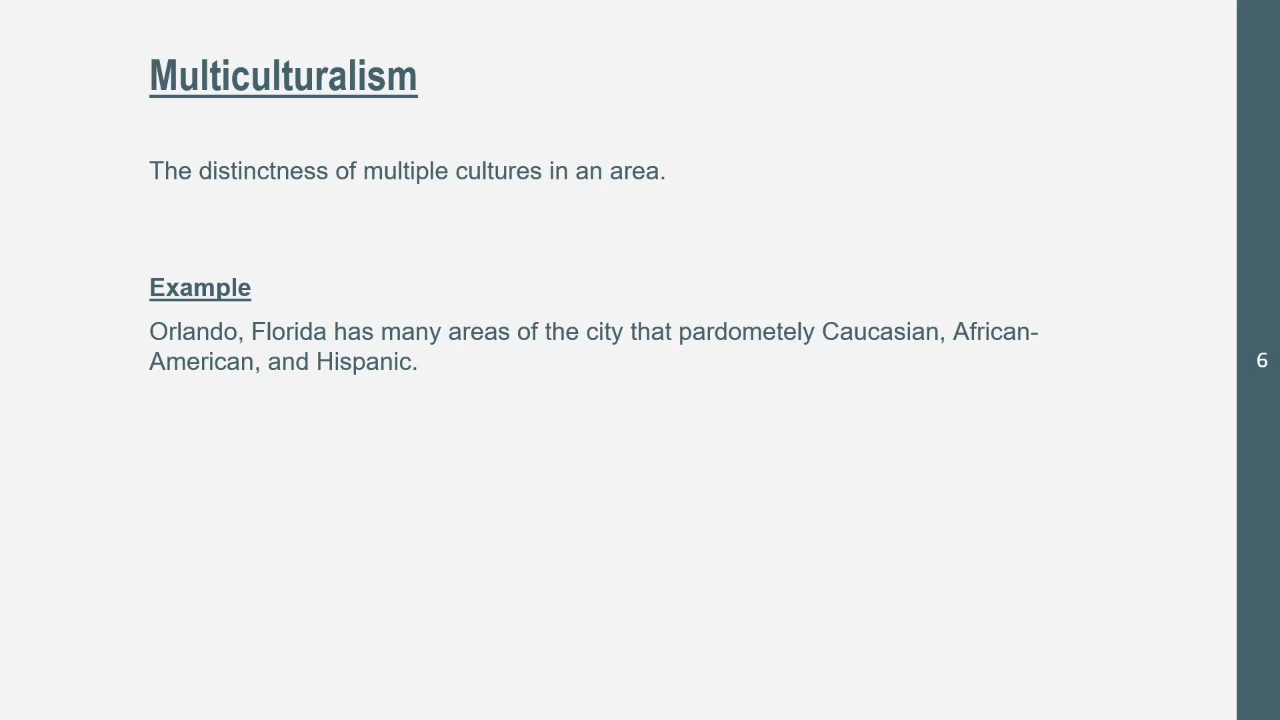 Multiculturalism
The distinctness of multiple cultures in an area.
Example
Orlando, Florida has many areas of the city that pardometely Caucasian, African-
American, and Hispanic.
6